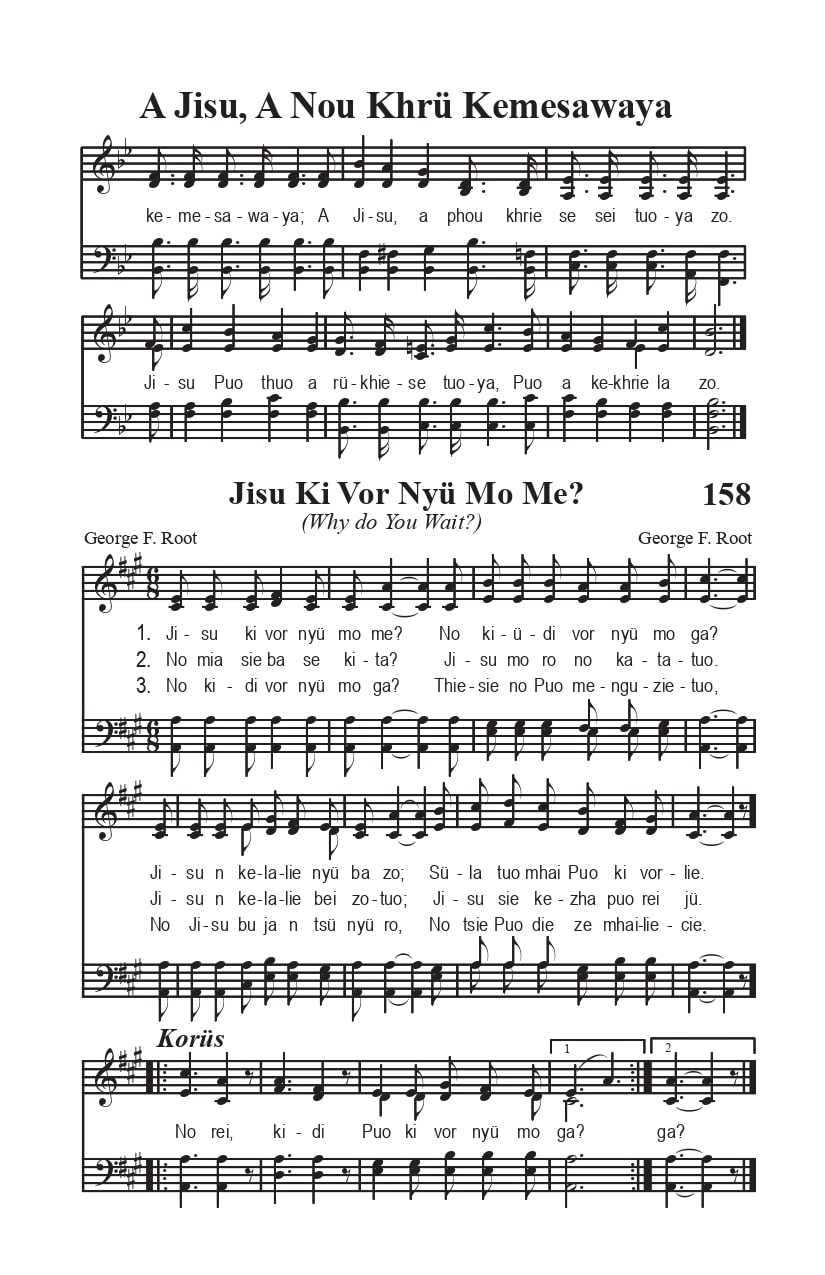 A Jisu, A Nou Khrü Kemesawaya
ke-me-sa-wa-ya; A Ji-su, a phou khrie se sei tuo-ya zo.
Ji-su Puo thuo a rü-khie-se tuo-ya, Puo a ke-khrie la zo.
Jisu Ki Vor Nyü Mo Me? 158
(Why do You Wait?)
George F. Root George F. Root
6 8
1. Ji-su ki vor nyü mo me? No ki-ü-di vor nyü mo ga?
2. No mia sie ba se ki-ta? Ji-su mo ro no ka-ta-tuo.
3. No ki-di vor nyü mo ga? Thie-sie no Puo me-ngu-zie-tuo,
6 8
Ji-su n ke-la-lie nyü ba zo; Sü-la tuo mhai Puo ki vor-lie.
Ji-su n ke-la-lie bei zo-tuo; Ji-su sie ke-zha puo rei jü.
No Ji-su bu ja n tsü nyü ro, No tsie Puo die ze mhai-lie-cie.
Korüs
1 2
No rei, ki-di Puo ki vor nyü mo ga? ga?